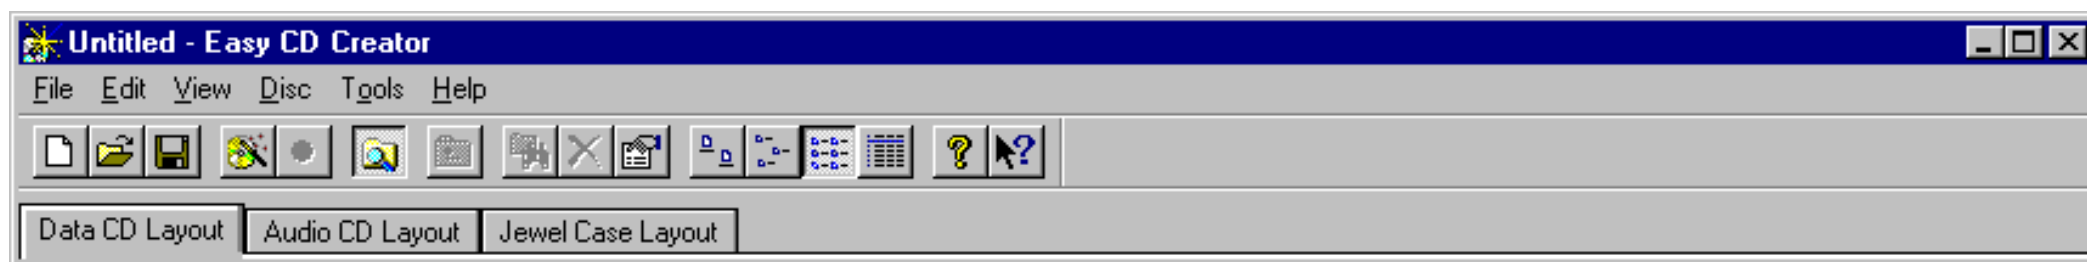 Untitled - Easy CD Creator
File Edit View Disc Tools Help
Data CD Layout Audio CD Layout Jewel Case Layout